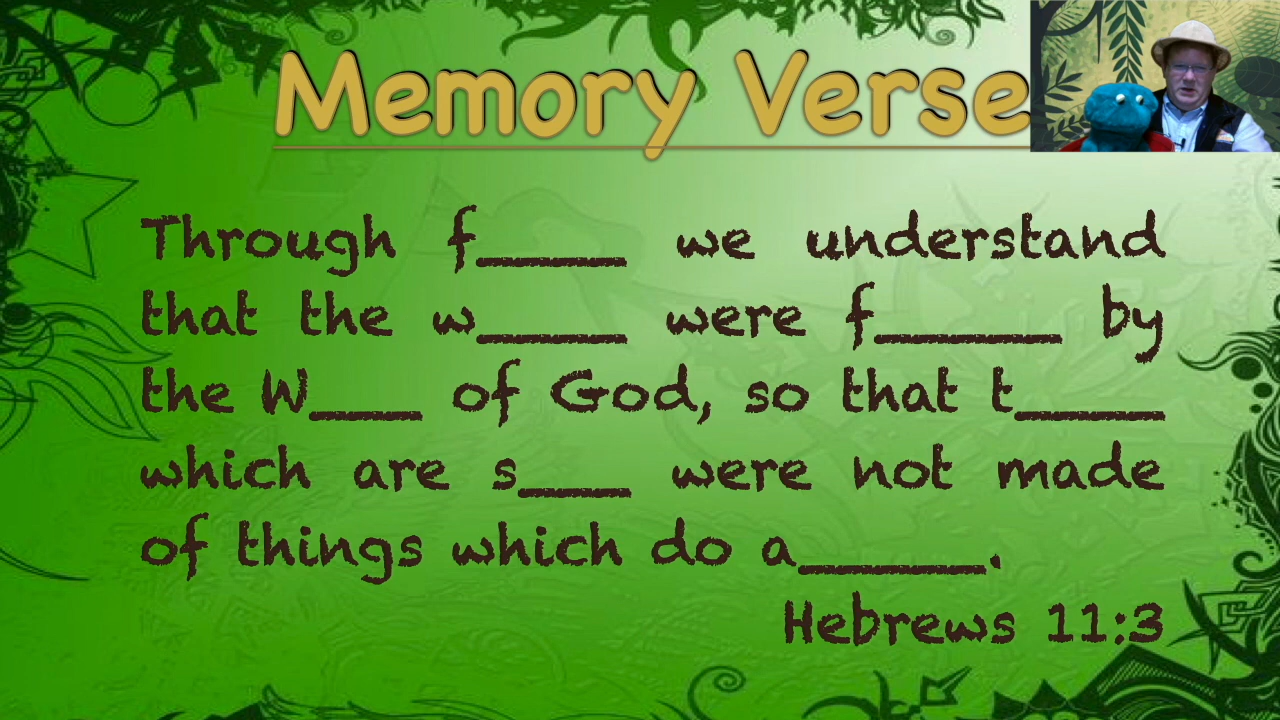 Memory Verse
Through f____ we understand
that the w____ were f_____ by
the W___ of God, so that t____
which are s___ were not made
of things which do a_____.
Hebrews 11:3